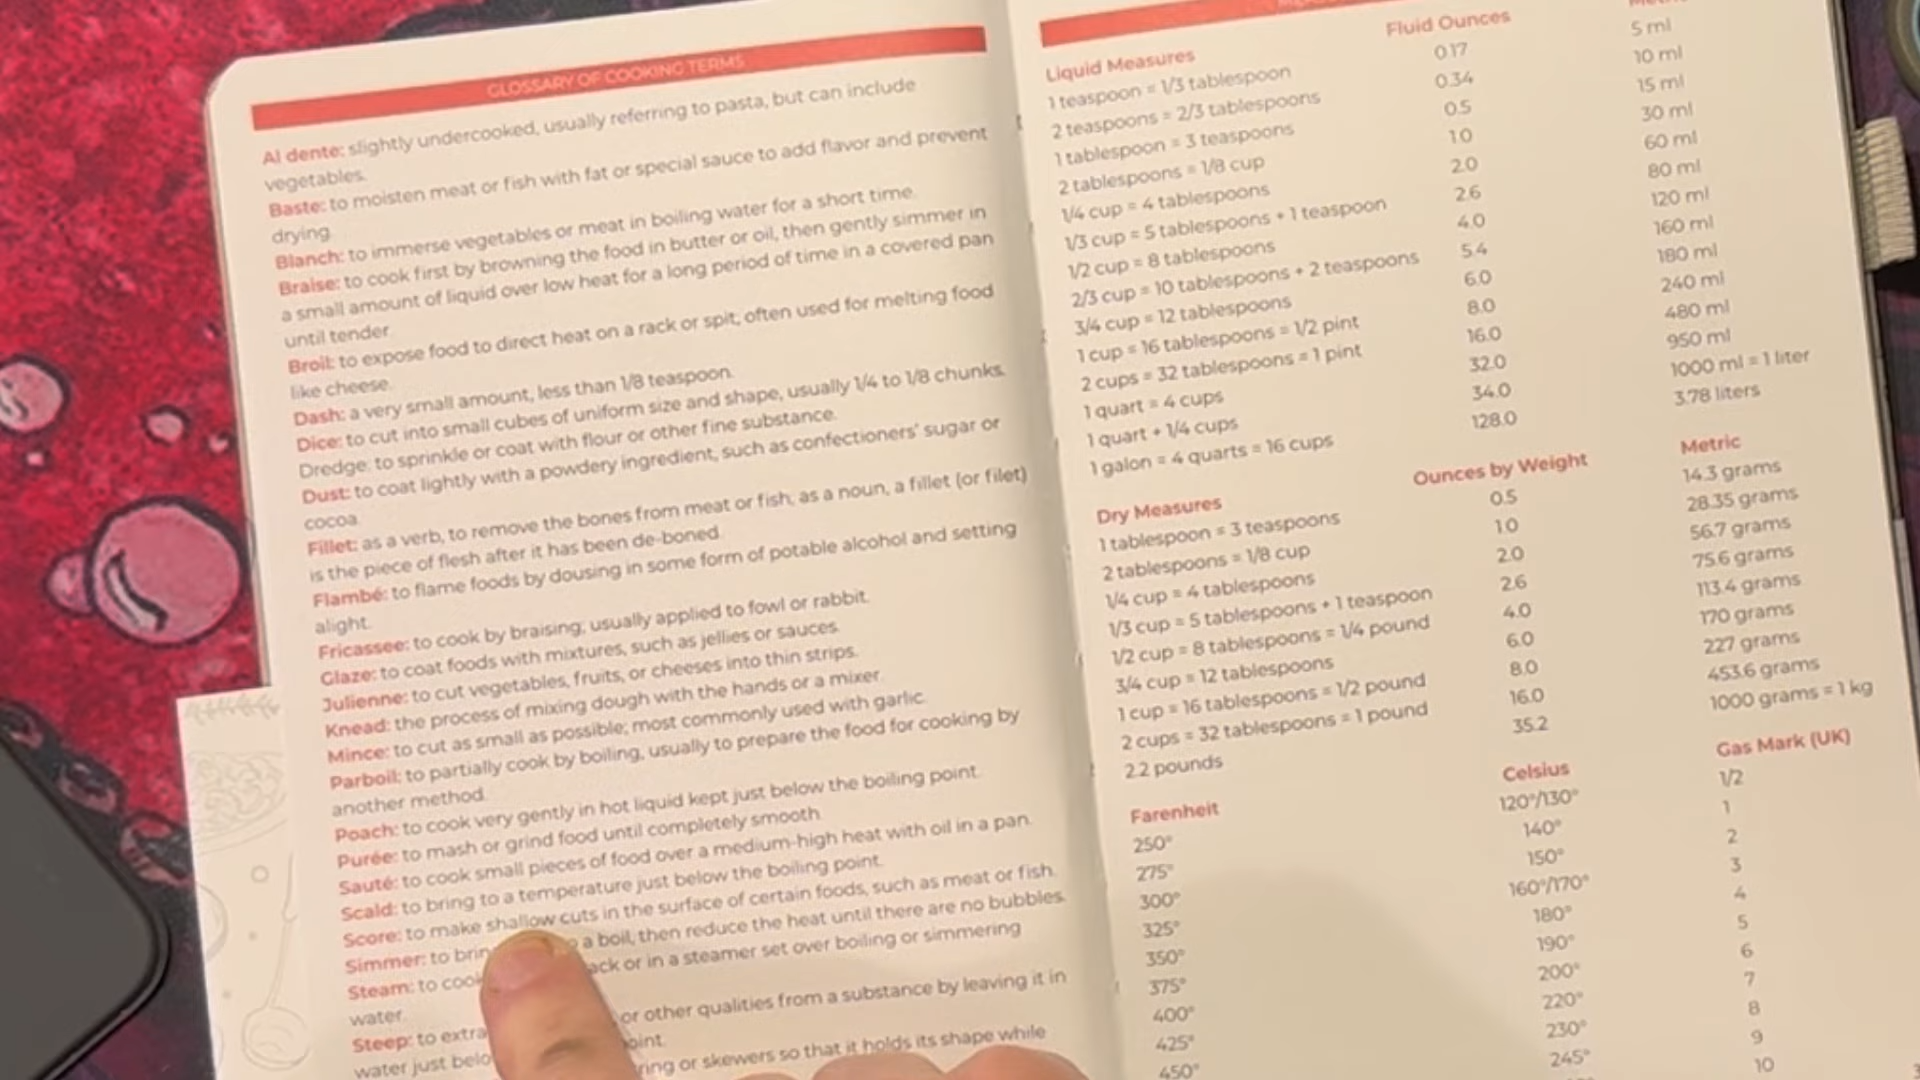 GLOSSARY OF COOKING TERMS
Al dente: slightly undercooked, usually referring to pasta, but can include
vegetables.
Baste: to moisten meat or fish with fat or special sauce to add flavor and prevent
drying.
Blanch: to immerse vegetables or meat in boiling water for a short time.
Braise: to cook first by browning the food in butter or oil, then gently simmer in
a small amount of liquid over low heat for a long period of time in a covered pan
until tender.
Broil: to expose food to direct heat on a rack or spit; often used for melting food
like cheese.
Dash: a very small amount, less than 1/8 teaspoon.
Dice: to cut into small cubes of uniform size and shape, usually 1/4 to 1/8 chunks.
Dredge: to sprinkle or coat with flour or other fine substance.
Dust: to coat lightly with a powdery ingredient, such as confectioners' sugar or
cocoa.
Fillet: as a verb, to remove the bones from meat or fish; as a noun, a fillet (or filet)
is the piece of flesh after it has been de-boned.
Flambé: to flame foods by dousing in some form of potable alcohol and setting
alight.
Fricassee: to cook by braising; usually applied to fowl or rabbit.
Glaze: to coat foods with mixtures, such as jellies or sauces.
Julienne: to cut vegetables, fruits, or cheeses into thin strips.
Knead: the process of mixing dough with the hands or a mixer.
Mince: to cut as small as possible; most commonly used with garlic.
Parboil: to partially cook by boiling, usually to prepare the food for cooking by
another method.
Poach: to cook very gently in hot liquid kept just below the boiling point.
Purée: to mash or grind food until completely smooth.
Sauté: to cook small pieces of food over a medium-high heat with oil in a pan.
Scald: to bring to a temperature just below the boiling point.
Score: to make shallow cuts in the surface of certain foods, such as meat or fish.
Simmer: to a boil, then reduce the heat until there are no bubbles.
Steam: to or in a steamer set over boiling or simmering
water.
Steep: to or other qualities from a substance by leaving it in
water just
or skewers so that it holds its shape while
Liquid Measures Fluid Ounces
1 teaspoon = 1/3 tablespoon 0.17 5 ml
2 teaspoons = 2/3 tablespoons 0.34 10 ml
1 tablespoon = 3 teaspoons 0.5 15 ml
2 tablespoons = 1/8 cup 1.0 30 ml
1/4 cup = 4 tablespoons 2.0 60 ml
1/3 cup = 5 tablespoons + 1 teaspoon 2.6 80 ml
1/2 cup = 8 tablespoons 4.0 120 ml
2/3 cup = 10 tablespoons + 2 teaspoons 5.4 160 ml
3/4 cup = 12 tablespoons 6.0 180 ml
1 cup = 16 tablespoons = 1/2 pint 8.0 240 ml
2 cups = 32 tablespoons = 1 pint 16.0 480 ml
1 quart = 4 cups 32.0 950 ml
1 quart + 1/4 cups 34.0 1000 ml = 1 liter
1 galon = 4 quarts = 16 cups 128.0 3.78 liters
Dry Measures Ounces by Weight Metric
1 tablespoon = 3 teaspoons 0.5 14.3 grams
2 tablespoons = 1/8 cup 1.0 28.35 grams
1/4 cup = 4 tablespoons 2.0 56.7 grams
1/3 cup = 5 tablespoons + 1 teaspoon 2.6 75.6 grams
1/2 cup = 8 tablespoons = 1/4 pound 4.0 113.4 grams
3/4 cup = 12 tablespoons 6.0 170 grams
1 cup = 16 tablespoons = 1/2 pound 8.0 227 grams
2 cups = 32 tablespoons = 1 pound 16.0 453.6 grams
2.2 pounds 35.2 1000 grams = 1 kg
Farenheit Celsius Gas Mark (UK)
250° 120°/130° 1/2
275° 140° 1
300° 150° 2
325° 160°/170° 3
350° 180° 4
375° 190° 5
400° 200° 6
425° 220° 7
450° 230° 8
245° 9
10